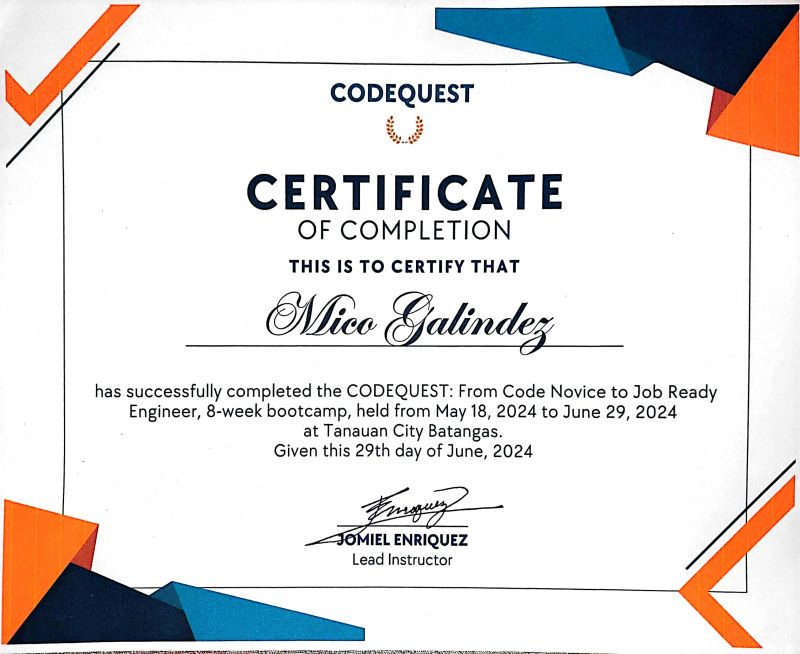 CODEQUEST
CERTIFICATE
OF COMPLETION
THIS IS TO CERTIFY THAT
Mico Galindez
has successfully completed the CODEQUEST: From Code Novice to Job Ready
Engineer, 8-week bootcamp, held from May 18, 2024 to June 29, 2024
at Tanauan City Batangas.
Given this 29th day of June, 2024
Enriquez
JOMIEL ENRIQUEZ
Lead Instructor